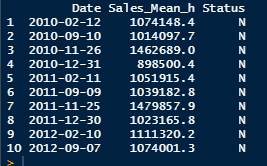 Date Sales_Mean_h Status
1 2010-02-12 1074148.4 N
2 2010-09-10 1014097.7 N
3 2010-11-26 1462689.0 N
4 2010-12-31 898500.4 N
5 2011-02-11 1051915.4 N
6 2011-09-09 1039182.8 N
7 2011-11-25 1479857.9 N
8 2011-12-30 1023165.8 N
9 2012-02-10 1111320.2 N
10 2012-09-07 1074001.3 N
>